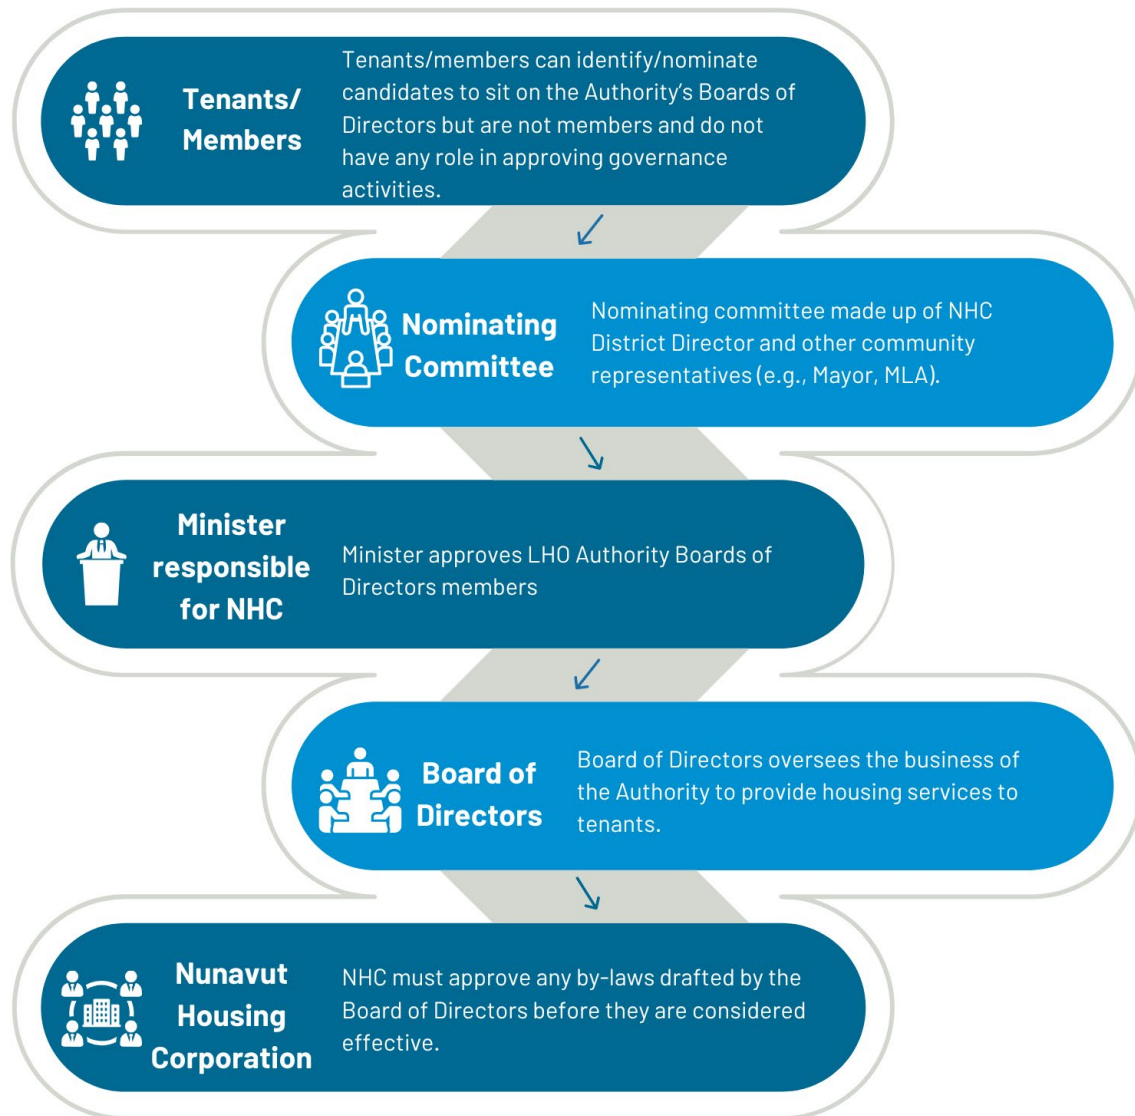 Tenants/
Members
Tenants/members can identify/nominate
candidates to sit on the Authority's Boards of
Directors but are not members and do not
have any role in approving governance
activities.
Nominating
Committee
Nominating committee made up of NHC
District Director and other community
representatives (e.g., Mayor, MLA).
Minister
responsible
for NHC
Minister approves LHO Authority Boards of
Directors members
Board of
Directors
Board of Directors oversees the business of
the Authority to provide housing services to
tenants.
Nunavut
Housing
Corporation
NHC must approve any by-laws drafted by the
Board of Directors before they are considered
effective.